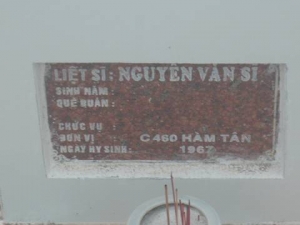 LIỆT SĨ : NGUYỄN VĂN SĨ
SINH NĂM :
QUÊ QUÁN :
CHỨC VỤ :
ĐƠN VỊ : C480 HÀM TÂN
NGÀY HY SINH : 1967